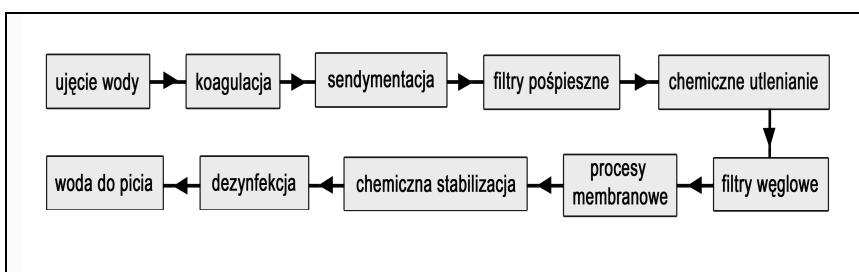 ujęcie wody
koagulacja
sendymentacja
filtry pośpieszne
chemiczne utlenianie
filtry węglowe
procesy
membranowe
chemiczna stabilizacja
dezynfekcja
woda do picia